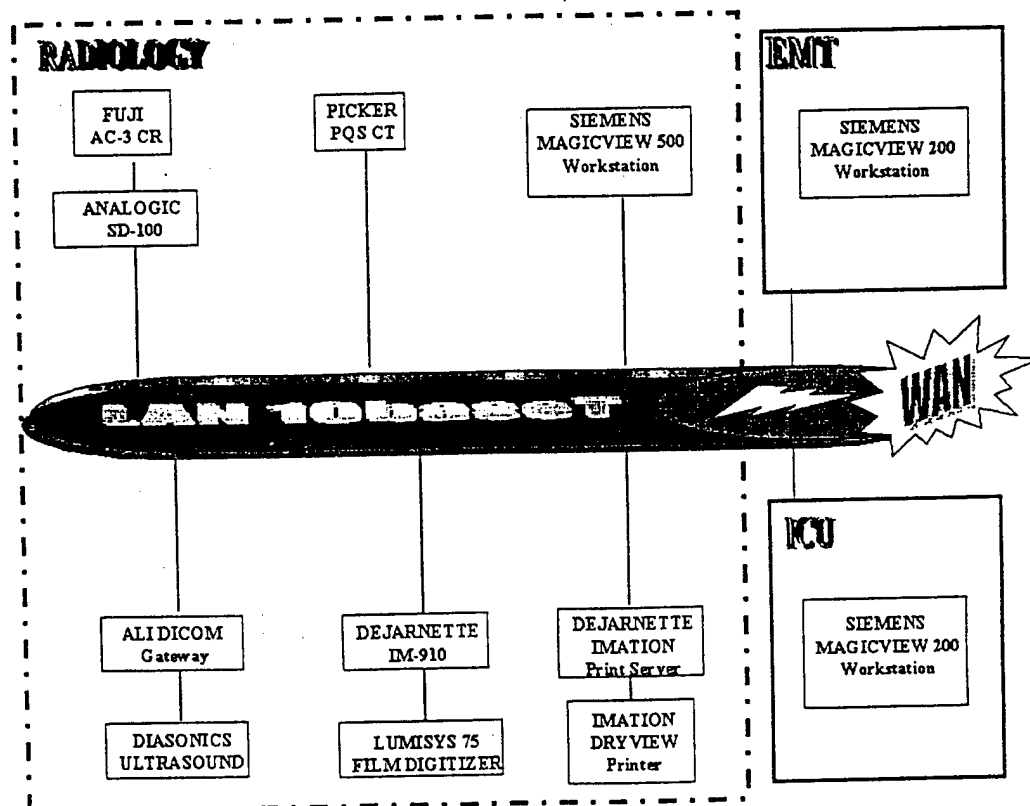 RADIOLOGY
FUJI
AC-3 CR
ANALOGIC
SD-100
PICKER
PQS CT
SIEMENS
MAGICVIEW 500
Workstation
EMT
SIEMENS
MAGICVIEW 200
Workstation
LAN 10BaseT
WAN
ALI DICOM
Gateway
DIASONICS
ULTRASOUND
DEJARNETTE
IM-910
LUMISYS 75
FILM DIGITIZER
DEJARNETTE
IMATION
Print Server
IMATION
DRYVIEW
Printer
ICU
SIEMENS
MAGICVIEW 200
Workstation